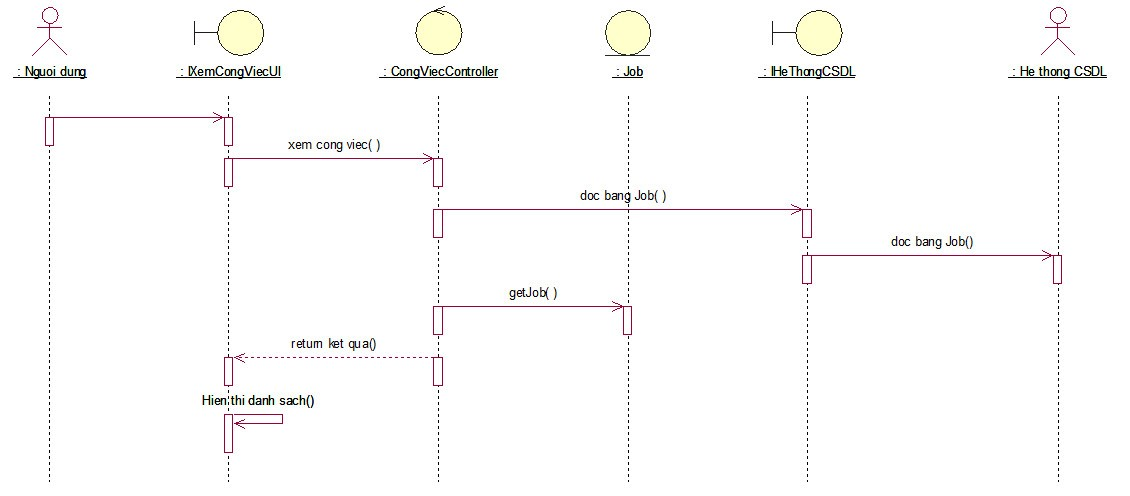 : Nguoi dung
: IXemCongViecUI
: CongViecController
: Job
: IHeThongCSDL
: He thong CSDL
xem cong viec( )
doc bang Job( )
doc bang Job()
getJob( )
return ket qua()
Hien thi danh sach()